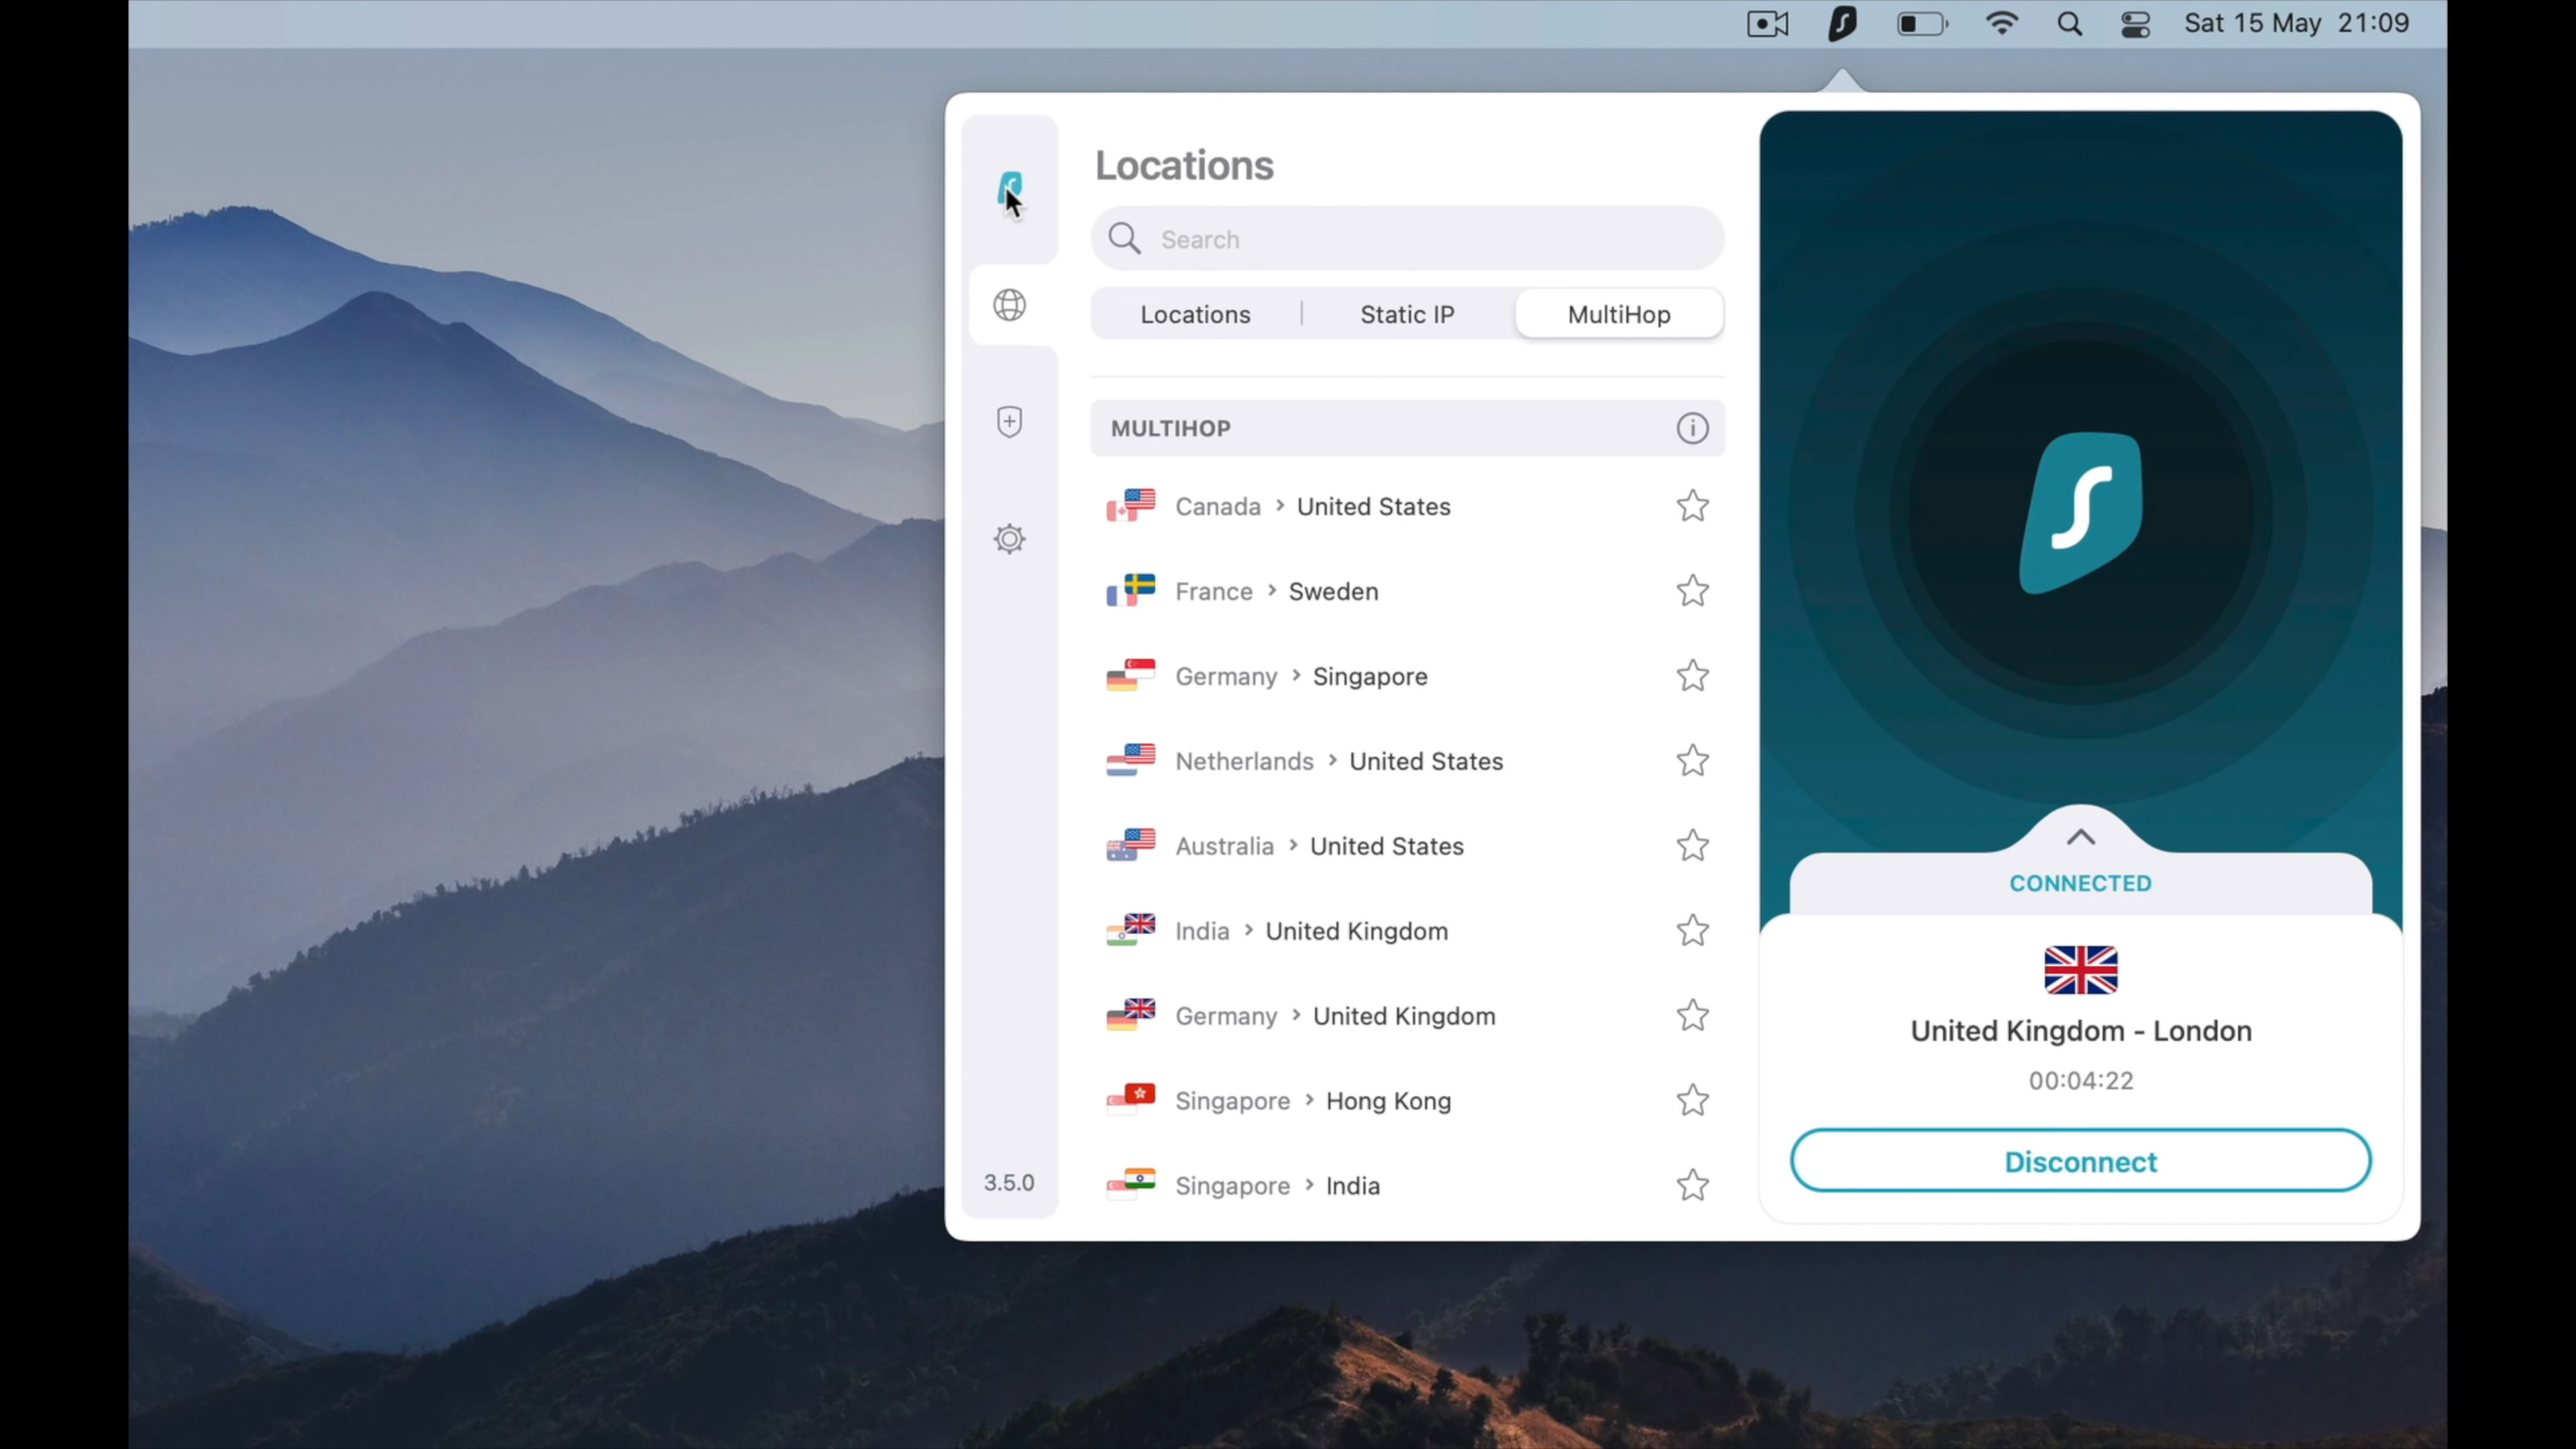 Sat 15 May 21:09
Locations
Search
Locations
Static IP
MultiHop
MULTIHOP
Canada > United States
France > Sweden
Germany > Singapore
Netherlands > United States
Australia > United States
India > United Kingdom
Germany > United Kingdom
Singapore > Hong Kong
Singapore > India
3.5.0
CONNECTED
United Kingdom - London
00:04:22
Disconnect